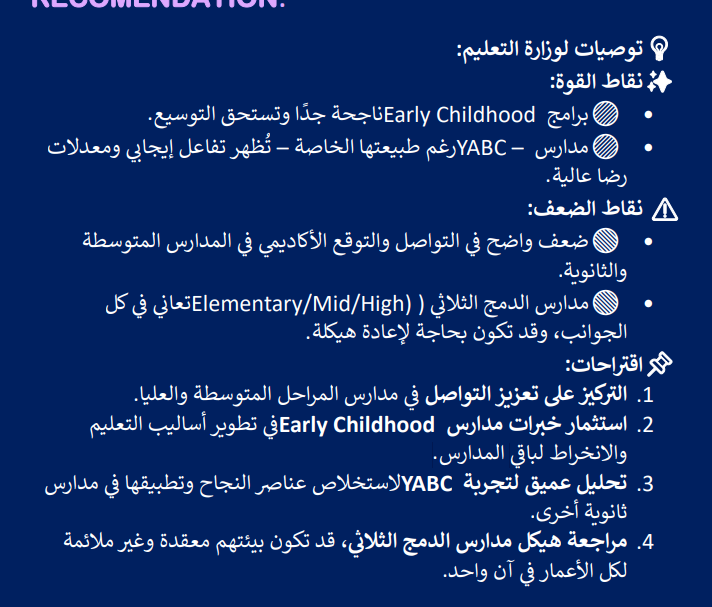 RECOMENDATION:
توصيات لوزارة التعليم:
نقاط القوة:
• برامج Early Childhood ناجحة جدًا وتستحق التوسيع.
• مدارس YABC – رغم طبيعتها الخاصة – تُظهر تفاعل إيجابي ومعدلات
رضا عالية.
نقاط الضعف:
• ضعف واضح في التواصل والتوقع الأكاديمي في المدارس المتوسطة
والثانوية.
• مدارس الدمج الثلاثي ( (Elementary/Mid/High تعاني في كل
الجوانب، وقد تكون بحاجة لإعادة هيكلة.
اقتراحات:
1. التركيز على تعزيز التواصل في مدارس المراحل المتوسطة والعليا.
2. استثمار خبرات مدارس Early Childhood في تطوير أساليب التعليم
والانخراط لباقي المدارس.
3. تحليل عميق لتجربة YABC لاستخلاص عناصر النجاح وتطبيقها في مدارس
ثانوية أخرى.
4. مراجعة هيكل مدارس الدمج الثلاثي، قد تكون بيئتهم معقدة وغير ملائمة
لكل الأعمار في آن واحد.